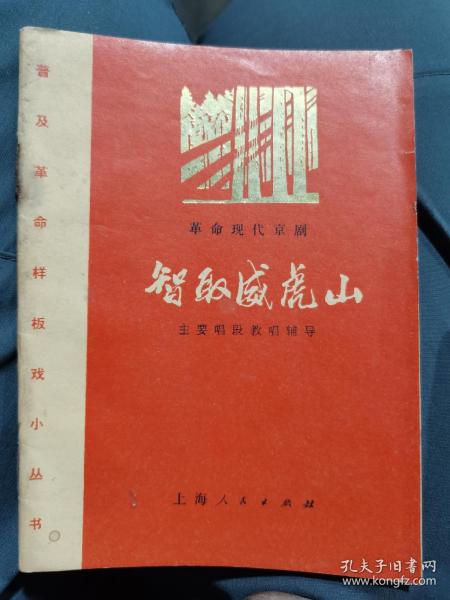 普及革命样板戏小丛书
革命现代京剧
智取威虎山
主要唱段教唱辅导
上海人民出版社
孔夫子旧书网
www.kongfz.com